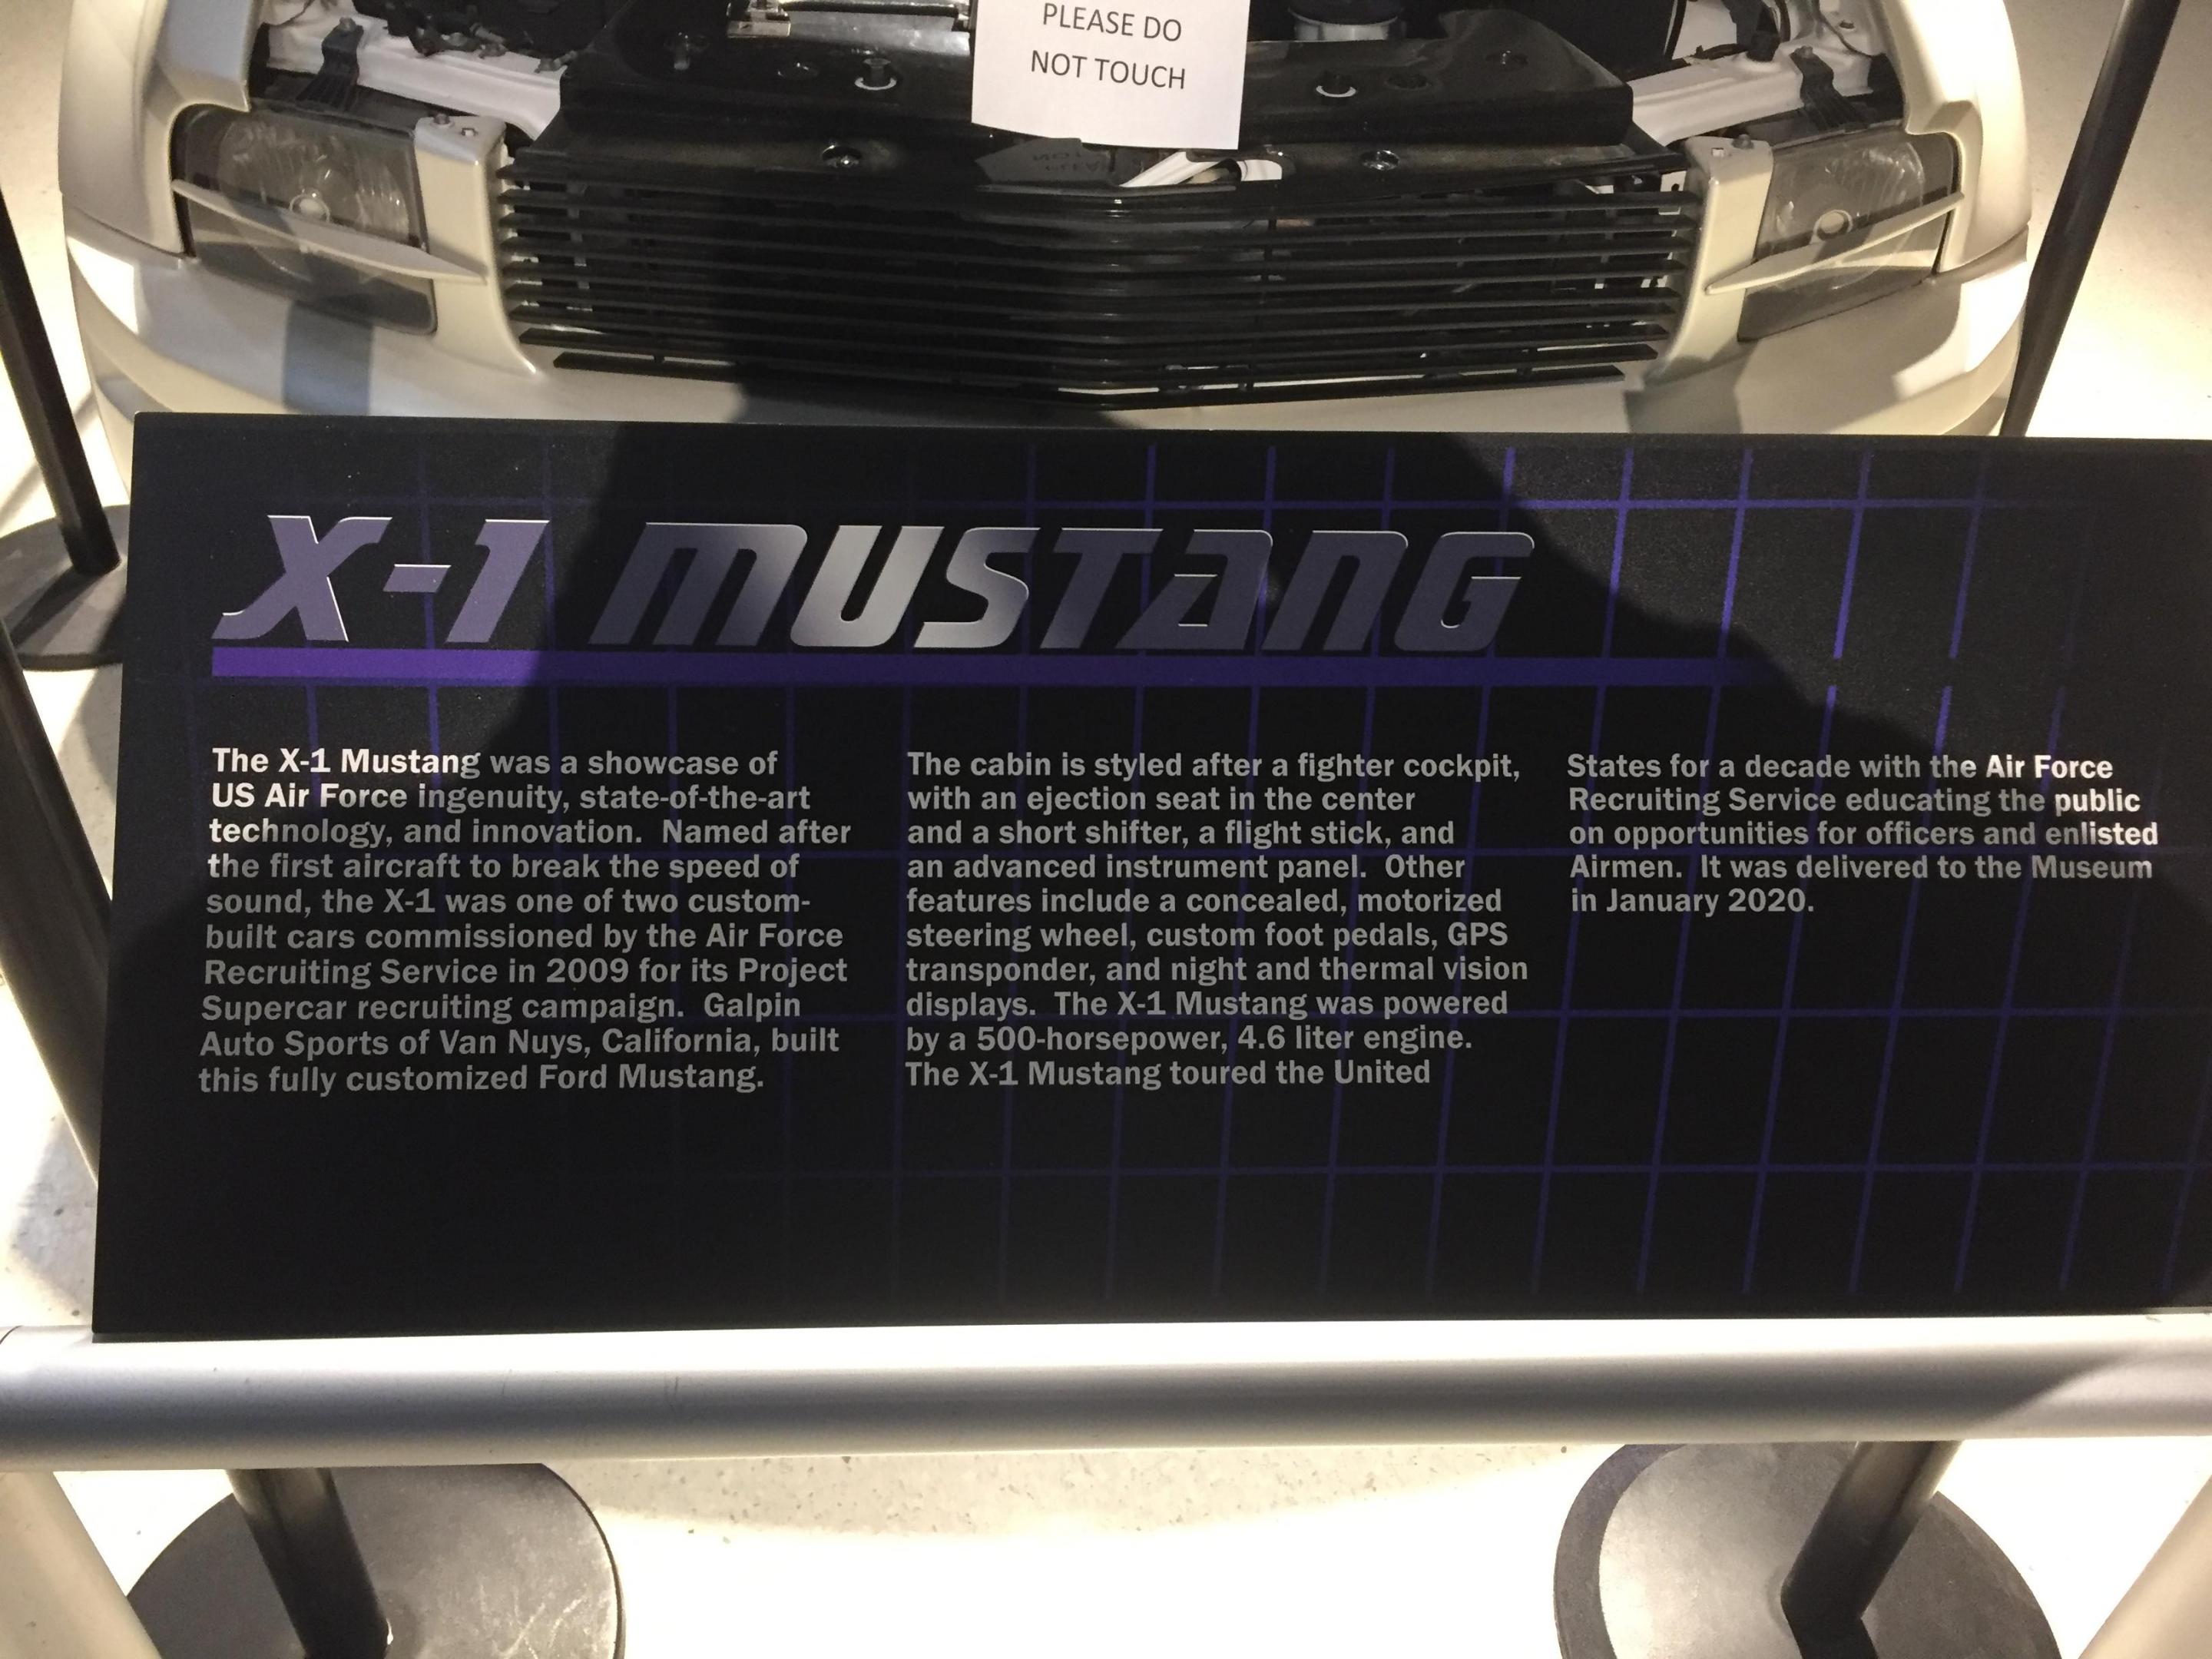 PLEASE DO
NOT TOUCH
X-1 MUSTANG
The X-1 Mustang was a showcase of
US Air Force ingenuity, state-of-the-art
technology, and innovation.  Named after
the first aircraft to break the speed of
sound, the X-1 was one of two custom-
built cars commissioned by the Air Force
Recruiting Service in 2009 for its Project
Supercar recruiting campaign.  Galpin
Auto Sports of Van Nuys, California, built
this fully customized Ford Mustang.
The cabin is styled after a fighter cockpit,
with an ejection seat in the center
and a short shifter, a flight stick, and
an advanced instrument panel.  Other
features include a concealed, motorized
steering wheel, custom foot pedals, GPS
transponder, and night and thermal vision
displays.  The X-1 Mustang was powered
by a 500-horsepower, 4.6 liter engine.
The X-1 Mustang toured the United
States for a decade with the Air Force
Recruiting Service educating the public
on opportunities for officers and enlisted
Airmen.  It was delivered to the Museum
in January 2020.